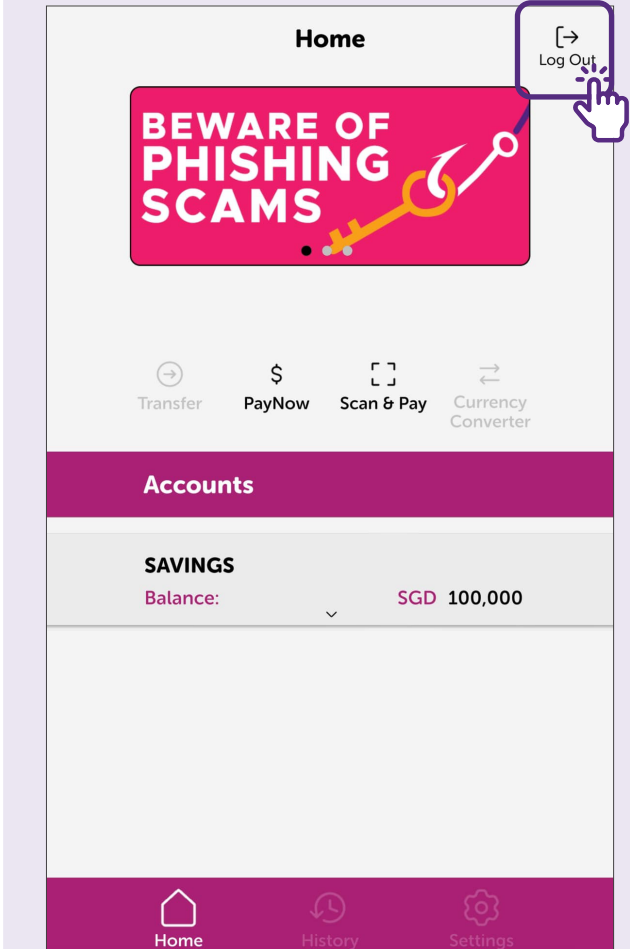 Home
Log Out
BEWARE OF
PHISHING
SCAMS
Transfer
PayNow
Scan & Pay
Currency
Converter
Accounts
SAVINGS
Balance: SGD 100,000
Home
History
Settings